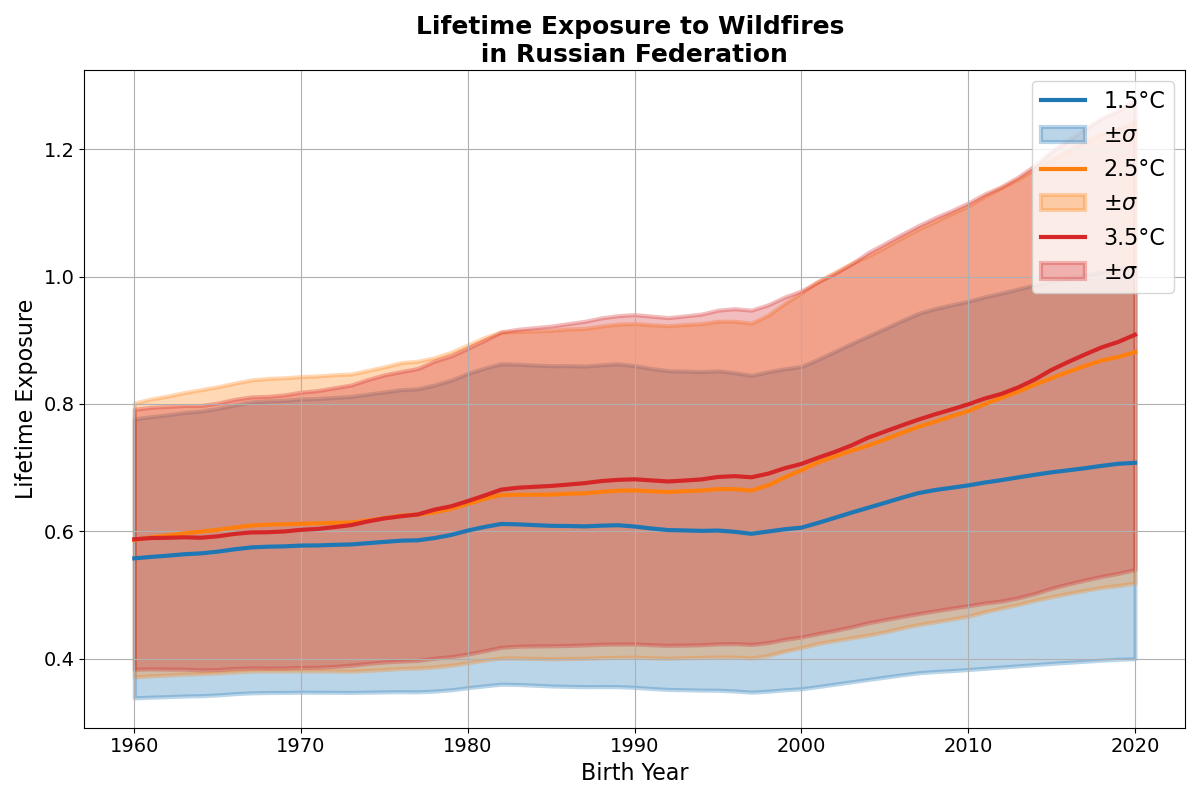 Lifetime Exposure to Wildfires
in Russian Federation
1.5°C
±σ
2.5°C
±σ
3.5°C
±σ
Lifetime Exposure
1.2
1.0
0.8
0.6
0.4
1960 1970 1980 1990 2000 2010 2020
Birth Year